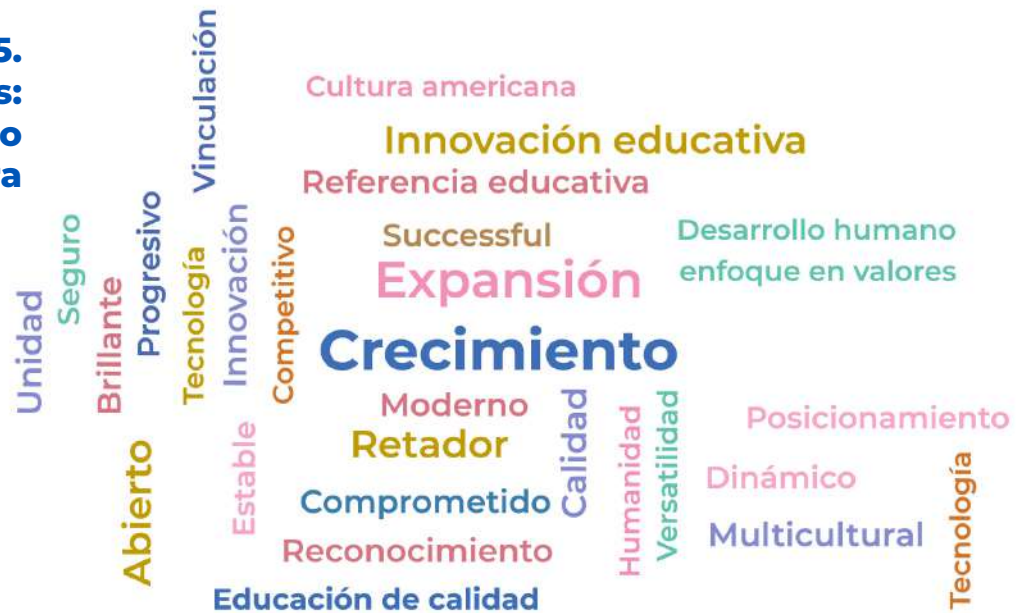 5.
s:
o
a
Vinculación
Cultura americana
Innovación educativa
Referencia educativa
Seguro
Progresivo
Innovación
Competitivo
Successful
Desarrollo humano
enfoque en valores
Expansión
Unidad
Brillante
Tecnología
Crecimiento
Moderno
Retador
Calidad
Humanidad
Versatilidad
Posicionamiento
Abierto
Estable
Comprometido
Dinámico
Multicultural
Tecnología
Reconocimiento
Educación de calidad